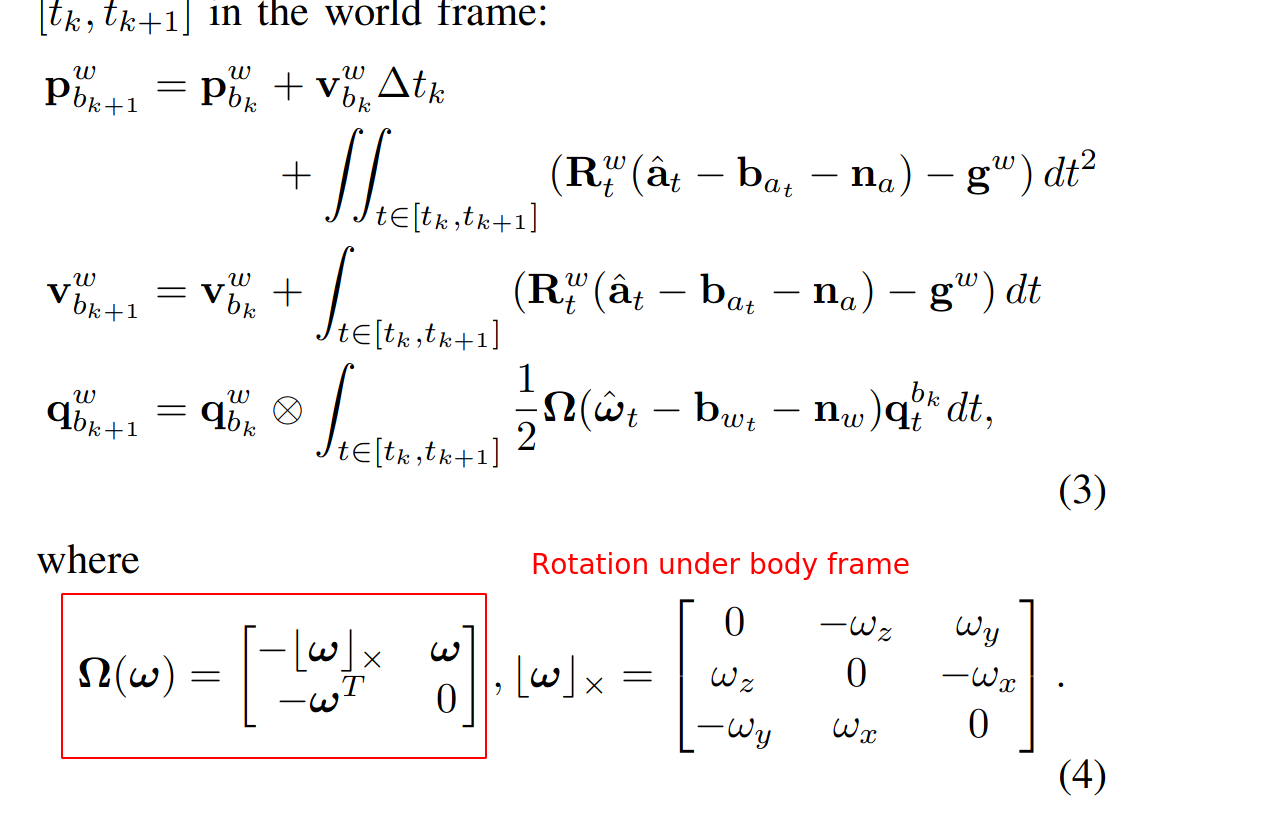 [t_k, t_{k+1}] in the world frame:
\mathbf{p}^w_{b_{k+1}} = \mathbf{p}^w_{b_k} + \mathbf{v}^w_{b_k} \Delta t_k
+ \iint_{t \in [t_k, t_{k+1}]} (\mathbf{R}^w_t (\hat{\mathbf{a}}_t - \mathbf{b}_{a_t} - \mathbf{n}_a) - \mathbf{g}^w) \, dt^2
\mathbf{v}^w_{b_{k+1}} = \mathbf{v}^w_{b_k} + \int_{t \in [t_k, t_{k+1}]} (\mathbf{R}^w_t (\hat{\mathbf{a}}_t - \mathbf{b}_{a_t} - \mathbf{n}_a) - \mathbf{g}^w) \, dt
\mathbf{q}^w_{b_{k+1}} = \mathbf{q}^w_{b_k} \otimes \int_{t \in [t_k, t_{k+1}]} \frac{1}{2} \boldsymbol{\Omega}(\hat{\boldsymbol{\omega}}_t - \mathbf{b}_{w_t} - \mathbf{n}_w) \mathbf{q}^{b_k}_t dt,
(3)
where
Rotation under body frame
\boldsymbol{\Omega}(\boldsymbol{\omega}) = \begin{bmatrix} -\lfloor \boldsymbol{\omega} \rfloor_\times & \boldsymbol{\omega} \\ -\boldsymbol{\omega}^T & 0 \end{bmatrix}, \lfloor \boldsymbol{\omega} \rfloor_\times = \begin{bmatrix} 0 & -\omega_z & \omega_y \\ \omega_z & 0 & -\omega_x \\ -\omega_y & \omega_x & 0 \end{bmatrix}.
(4)